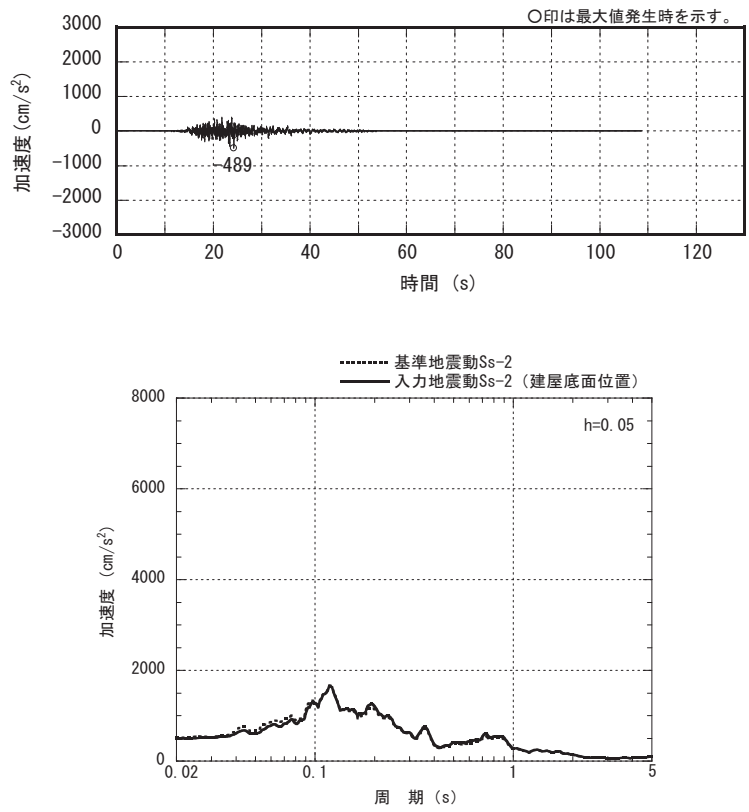 ○印は最大値発生時を示す。
3000
2000
1000
0
-1000
-2000
-3000
加速度(cm/s²)
-489
0 20 40 60 80 100 120
時間 (s)
基準地震動Ss-2
入力地震動Ss-2（建屋底面位置）
8000
6000
4000
2000
0
加速度 (cm/s²)
h=0.05
0.02 0.1 1 5
周 期(s)